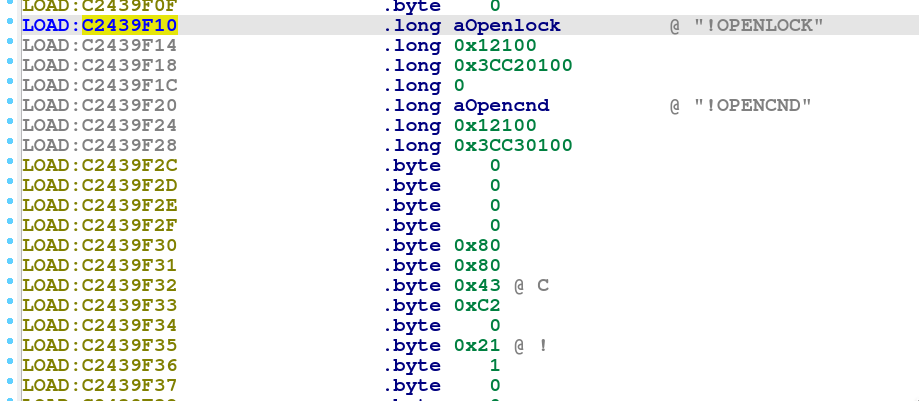 LOAD:C2439F0F .byte 0
LOAD:C2439F10 .long aOpenlock @ "!OPENLOCK"
LOAD:C2439F14 .long 0x12100
LOAD:C2439F18 .long 0x3CC20100
LOAD:C2439F1C .long 0
LOAD:C2439F20 .long aOpencnd @ "!OPENCND"
LOAD:C2439F24 .long 0x12100
LOAD:C2439F28 .long 0x3CC30100
LOAD:C2439F2C .byte 0
LOAD:C2439F2D .byte 0
LOAD:C2439F2E .byte 0
LOAD:C2439F2F .byte 0
LOAD:C2439F30 .byte 0x80
LOAD:C2439F31 .byte 0x80
LOAD:C2439F32 .byte 0x43 @ C
LOAD:C2439F33 .byte 0xC2
LOAD:C2439F34 .byte 0
LOAD:C2439F35 .byte 0x21 @ !
LOAD:C2439F36 .byte 1
LOAD:C2439F37 .byte 0